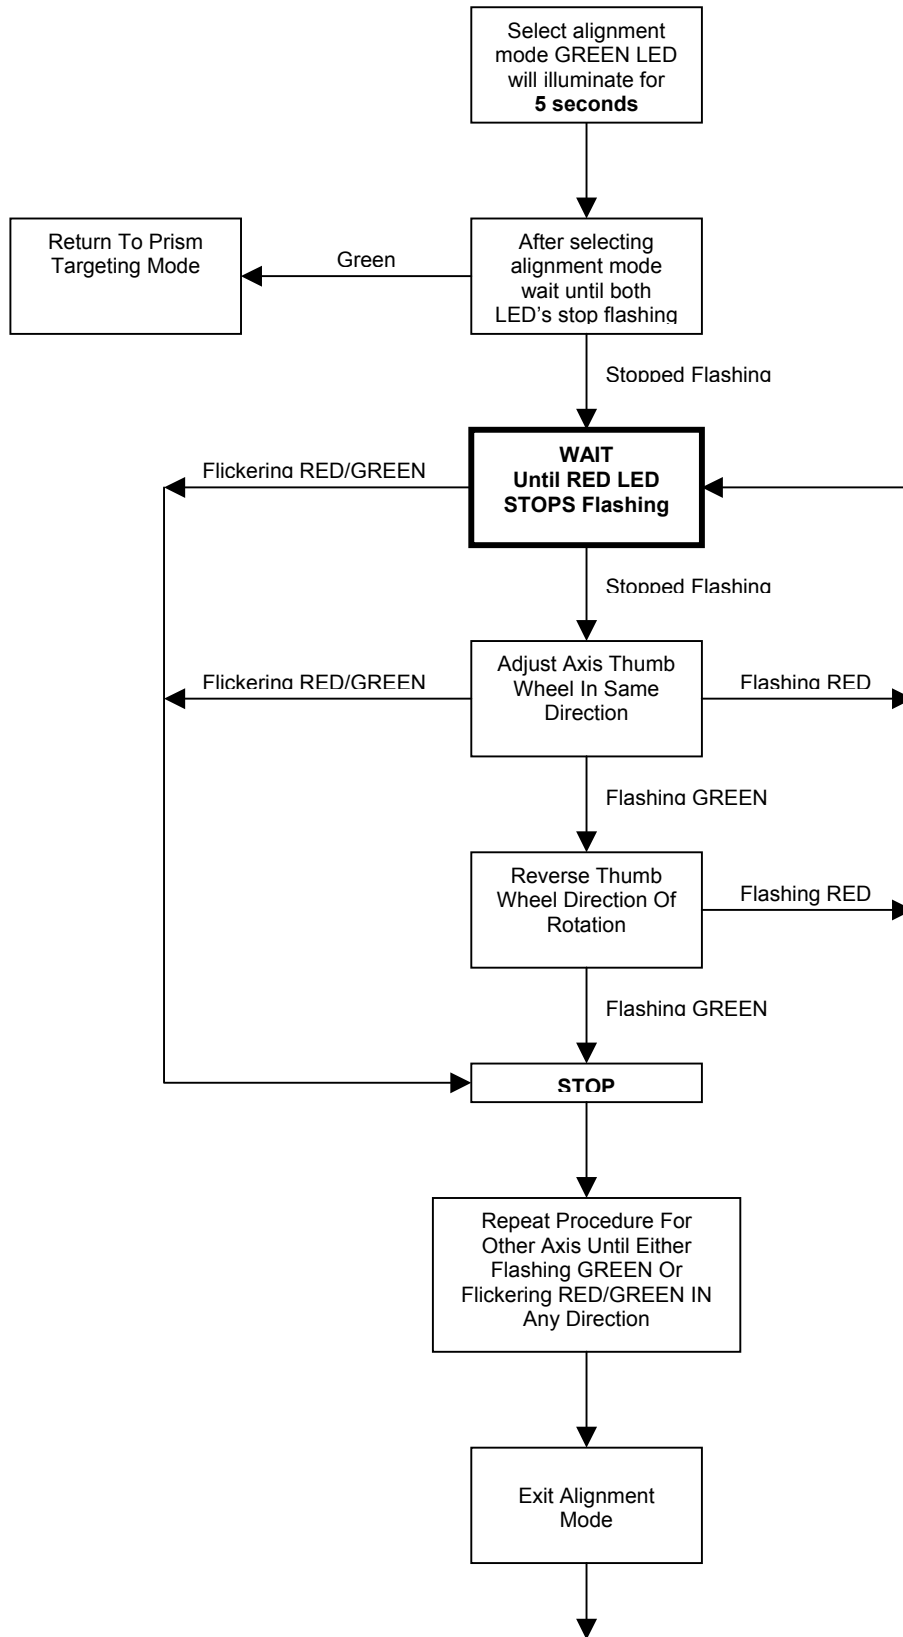 Select alignment
mode GREEN LED
will illuminate for
5 seconds
Return To Prism
Targeting Mode
Green
After selecting
alignment mode
wait until both
LED's stop flashing
Stopped Flashing
WAIT
Until RED LED
STOPS Flashing
Flickering RED/GREEN
Stopped Flashing
Flickering RED/GREEN
Adjust Axis Thumb
Wheel In Same
Direction
Flashing RED
Flashing GREEN
Reverse Thumb
Wheel Direction Of
Rotation
Flashing RED
Flashing GREEN
STOP
Repeat Procedure For
Other Axis Until Either
Flashing GREEN Or
Flickering RED/GREEN IN
Any Direction
Exit Alignment
Mode